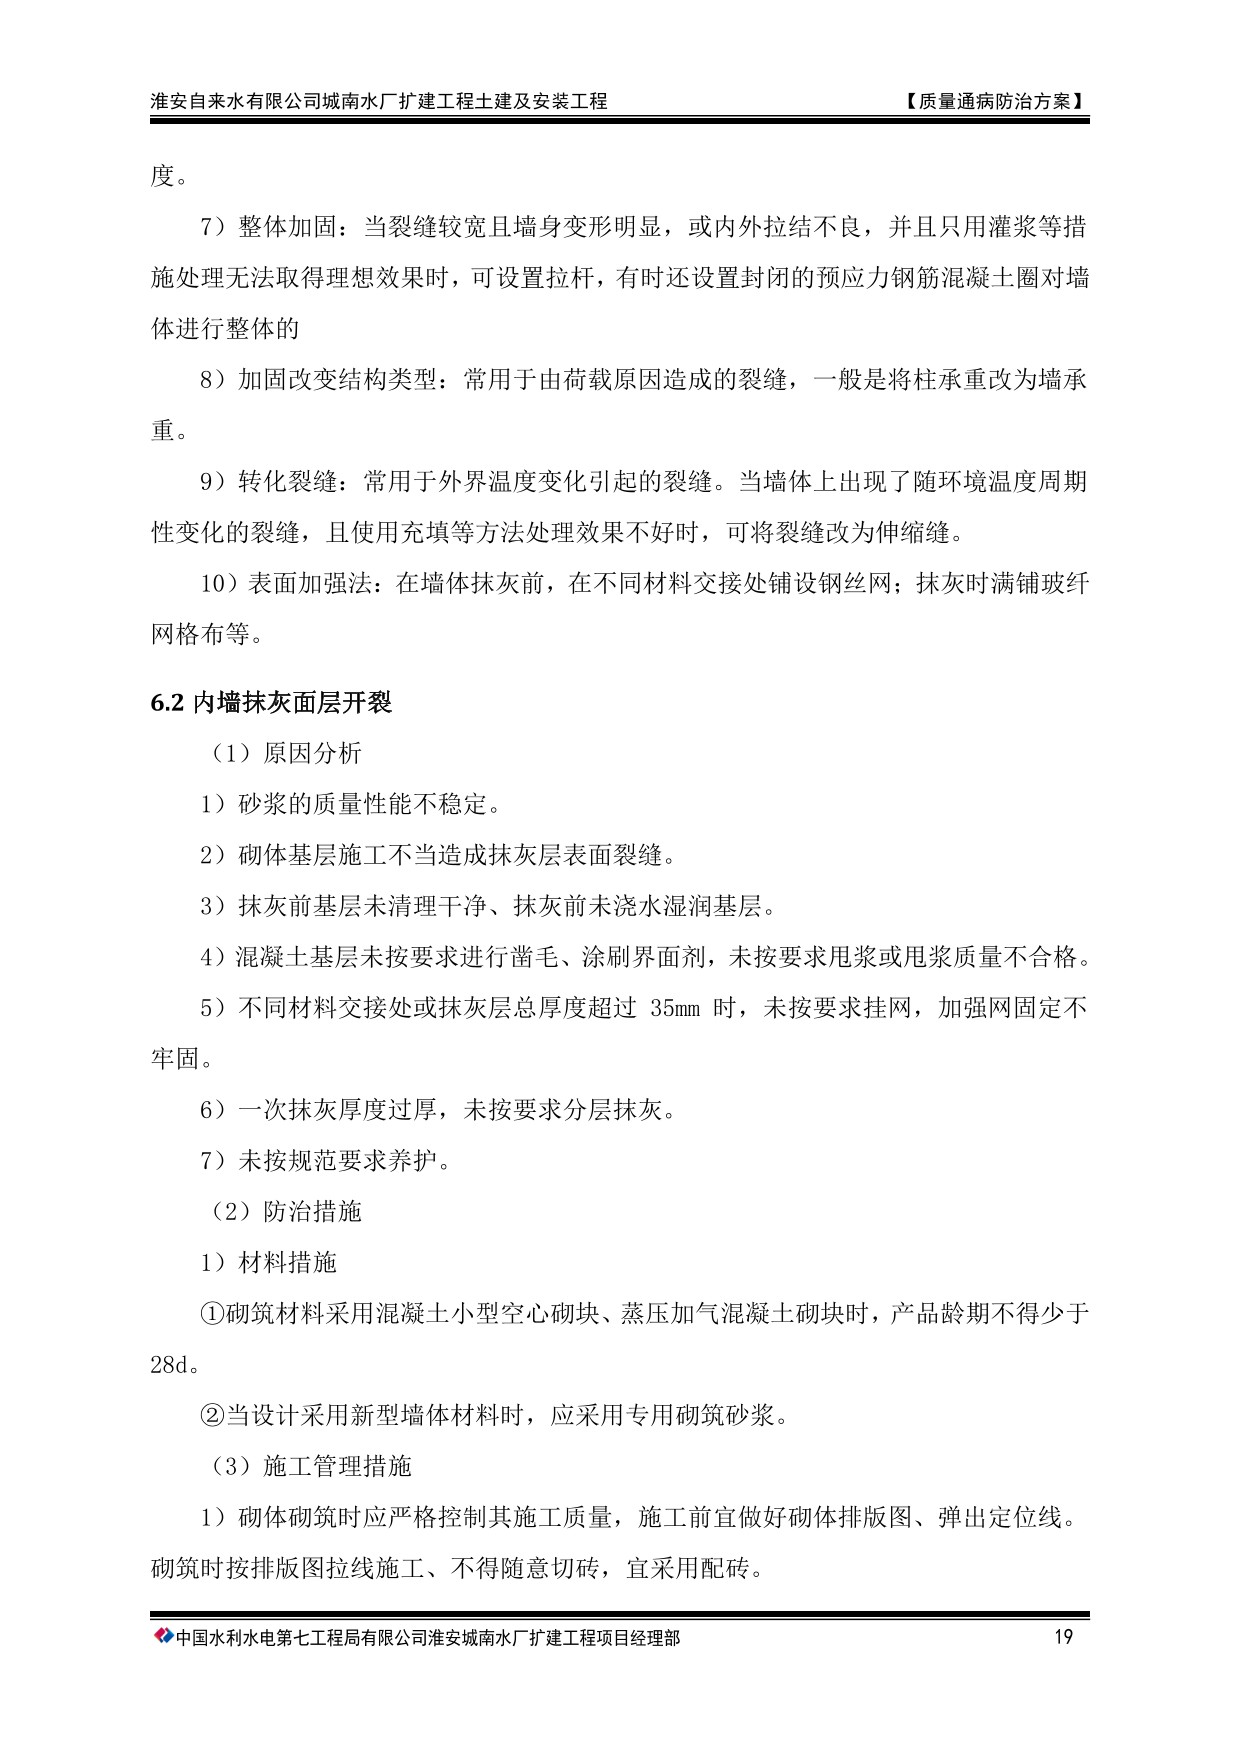 淮安自来水有限公司城南水厂扩建工程土建及安装工程 【质量通病防治方案】
度。
7）整体加固：当裂缝较宽且墙身变形明显，或内外拉结不良，并且只用灌浆等措
施处理无法取得理想效果时，可设置拉杆，有时还设置封闭的预应力钢筋混凝土圈对墙
体进行整体的
8）加固改变结构类型：常用于由荷载原因造成的裂缝，一般是将柱承重改为墙承
重。
9）转化裂缝：常用于外界温度变化引起的裂缝。当墙体上出现了随环境温度周期
性变化的裂缝，且使用充填等方法处理效果不好时，可将裂缝改为伸缩缝。
10）表面加强法：在墙体抹灰前，在不同材料交接处铺设钢丝网；抹灰时满铺玻纤
网格布等。
6.2 内墙抹灰面层开裂
（1）原因分析
1）砂浆的质量性能不稳定。
2）砌体基层施工不当造成抹灰层表面裂缝。
3）抹灰前基层未清理干净、抹灰前未浇水湿润基层。
4）混凝土基层未按要求进行凿毛、涂刷界面剂，未按要求甩浆或甩浆质量不合格。
5）不同材料交接处或抹灰层总厚度超过 35mm 时，未按要求挂网，加强网固定不
牢固。
6）一次抹灰厚度过厚，未按要求分层抹灰。
7）未按规范要求养护。
（2）防治措施
1）材料措施
①砌筑材料采用混凝土小型空心砌块、蒸压加气混凝土砌块时，产品龄期不得少于
28d。
②当设计采用新型墙体材料时，应采用专用砌筑砂浆。
（3）施工管理措施
1）砌体砌筑时应严格控制其施工质量，施工前宜做好砌体排版图、弹出定位线。
砌筑时按排版图拉线施工、不得随意切砖，宜采用配砖。
中国水利水电第七工程局有限公司淮安城南水厂扩建工程项目经理部 19